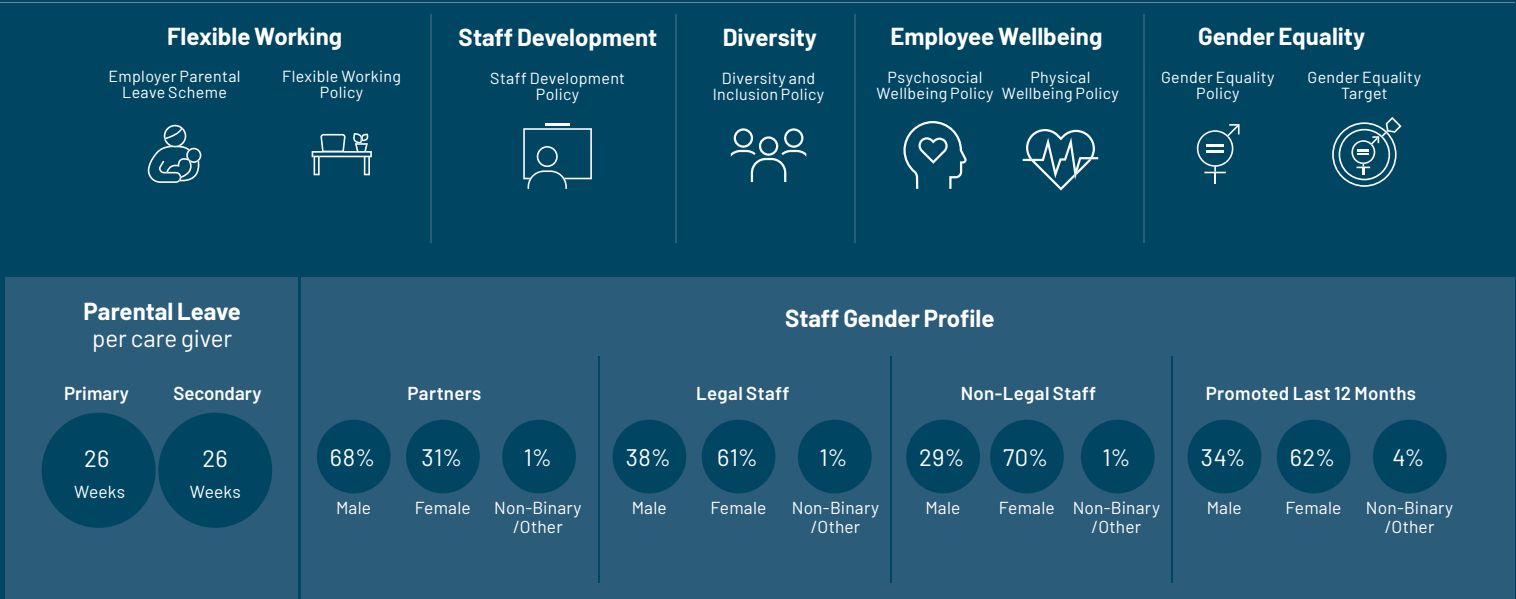 Flexible Working
Employer Parental
Leave Scheme
Flexible Working
Policy
Staff Development
Staff Development
Policy
Diversity
Diversity and
Inclusion Policy
Employee Wellbeing
Psychosocial
Wellbeing Policy
Physical
Wellbeing Policy
Gender Equality
Gender Equality
Policy
Gender Equality
Target
Parental Leave
per care giver
Primary
26
Weeks
Secondary
26
Weeks
Staff Gender Profile
Partners
68%
Male
31%
Female
1%
Non-Binary
/Other
Legal Staff
38%
Male
61%
Female
1%
Non-Binary
/Other
Non-Legal Staff
29%
Male
70%
Female
1%
Non-Binary
/Other
Promoted Last 12 Months
34%
Male
62%
Female
4%
Non-Binary
/Other